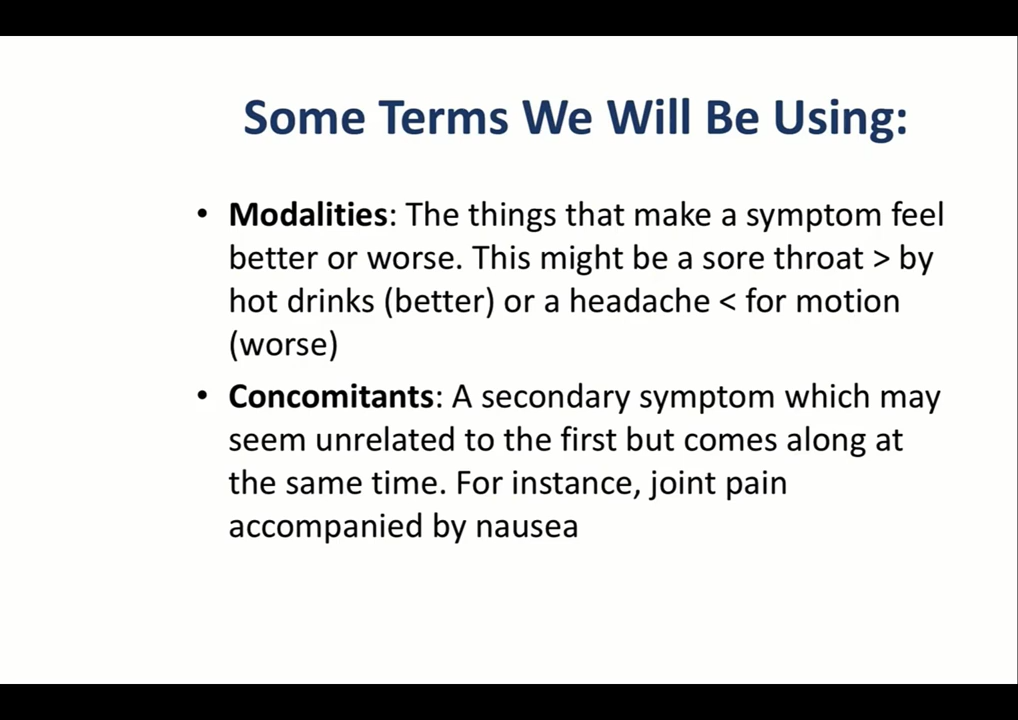 Some Terms We Will Be Using:
• Modalities: The things that make a symptom feel
better or worse. This might be a sore throat > by
hot drinks (better) or a headache < for motion
(worse)
• Concomitants: A secondary symptom which may
seem unrelated to the first but comes along at
the same time. For instance, joint pain
accompanied by nausea